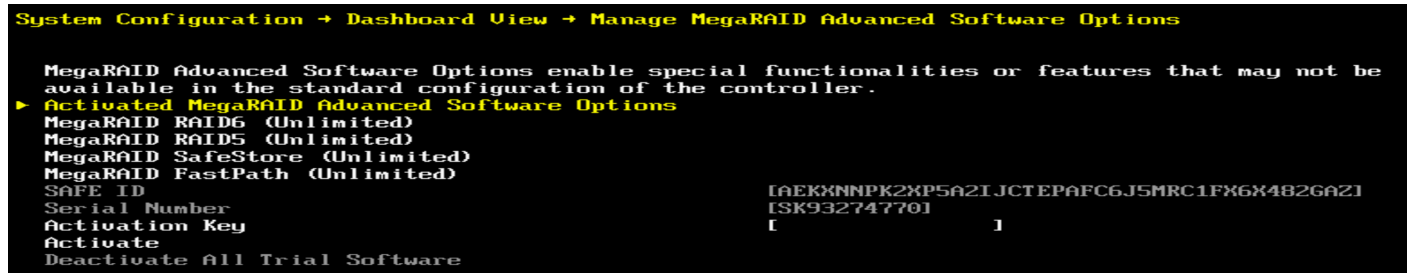 System Configuration → Dashboard View → Manage MegaRAID Advanced Software Options
MegaRAID Advanced Software Options enable special functionalities or features that may not be
available in the standard configuration of the controller.
► Activated MegaRAID Advanced Software Options
MegaRAID RAID6 (Unlimited)
MegaRAID RAID5 (Unlimited)
MegaRAID SafeStore (Unlimited)
MegaRAID FastPath (Unlimited)
SAFE ID [AEKXNNPK2XP5A2IJCTEPAFC6J5MRC1FX6X482GAZ]
Serial Number [SK93274770]
Activation Key [ ]
Activate
Deactivate All Trial Software